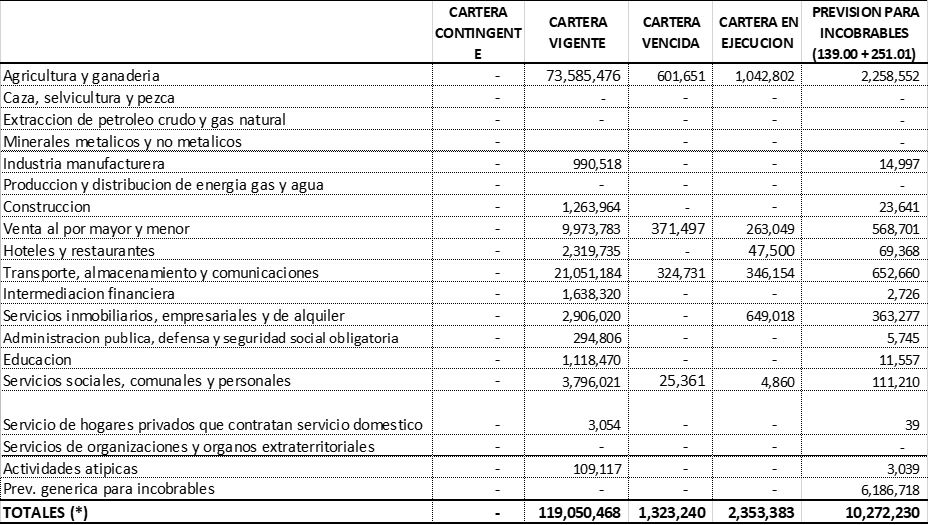 CARTERA CONTINGENT E CARTERA VIGENTE CARTERA VENCIDA CARTERA EN EJECUCION PREVISION PARA INCOBRABLES (139.00 + 251.01)
Agricultura y ganaderia - 73,585,476 601,651 1,042,802 2,258,552
Caza, selvicultura y pezca - - - - -
Extraccion de petroleo crudo y gas natural - - - - -
Minerales metalicos y no metalicos - - - - -
Industria manufacturera - 990,518 - - 14,997
Produccion y distribucion de energia gas y agua - - - - -
Construccion - 1,263,964 - - 23,641
Venta al por mayor y menor - 9,973,783 371,497 263,049 568,701
Hoteles y restaurantes - 2,319,735 - 47,500 69,368
Transporte, almacenamiento y comunicaciones - 21,051,184 324,731 346,154 652,660
Intermediacion financiera - 1,638,320 - - 2,726
Servicios inmobiliarios, empresariales y de alquiler - 2,906,020 - 649,018 363,277
Administracion publica, defensa y seguridad social obligatoria - 294,806 - - 5,745
Educacion - 1,118,470 - - 11,557
Servicios sociales, comunales y personales - 3,796,021 25,361 4,860 111,210
Servicio de hogares privados que contratan servicio domestico - 3,054 - - 39
Servicios de organizaciones y organos extraterritoriales - - - - -
Actividades atipicas - 109,117 - - 3,039
Prev. generica para incobrables - - - - 6,186,718
TOTALES (*) - 119,050,468 1,323,240 2,353,383 10,272,230